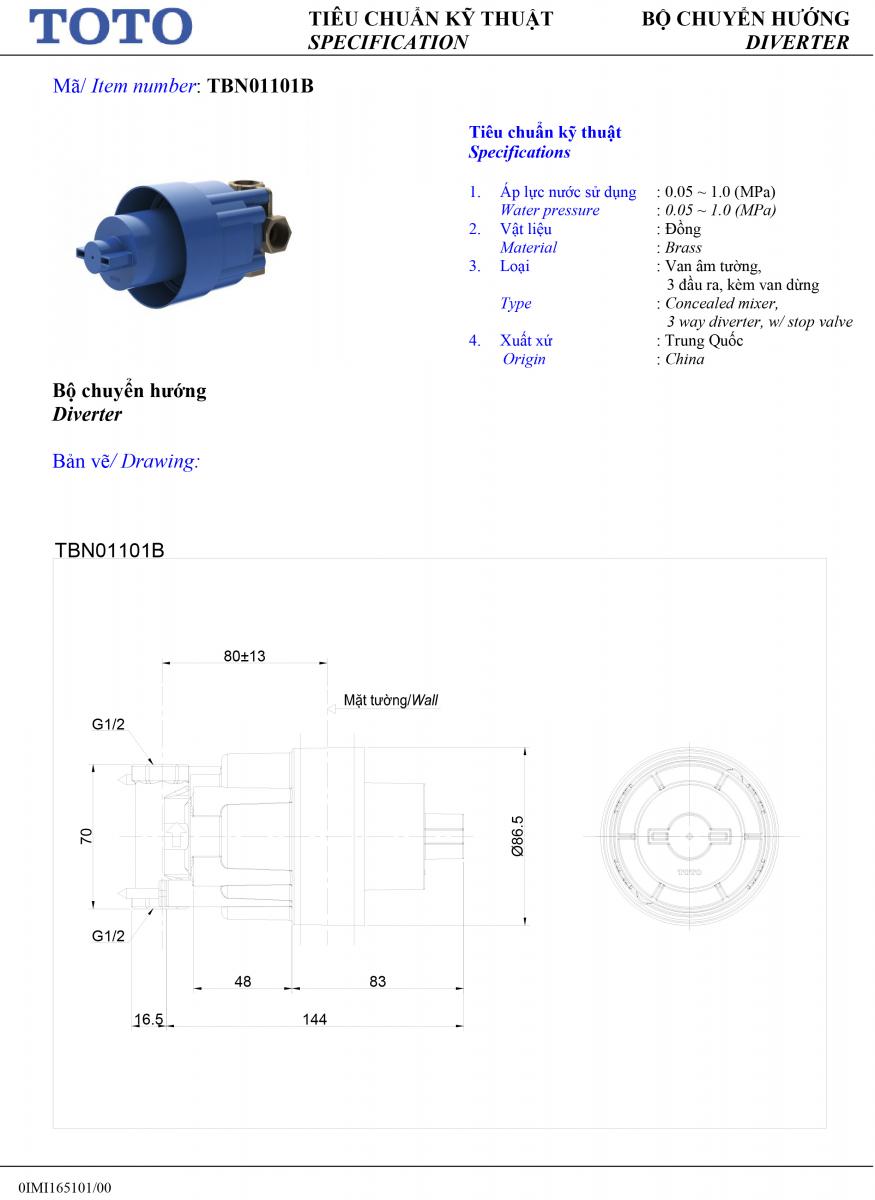 TOTO
TIÊU CHUẨN KỸ THUẬT
SPECIFICATION
BỘ CHUYỂN HƯỚNG
DIVERTER
Mã/ Item number: TBN01101B
Tiêu chuẩn kỹ thuật
Specifications
1. Áp lực nước sử dụng : 0.05 ~ 1.0 (MPa)
Water pressure : 0.05 ~ 1.0 (MPa)
2. Vật liệu : Đồng
Material : Brass
3. Loại : Van âm tường,
3 đầu ra, kèm van dừng
Type : Concealed mixer,
3 way diverter, w/ stop valve
4. Xuất xứ : Trung Quốc
Origin : China
Bộ chuyển hướng
Diverter
Bản vẽ/ Drawing:
TBN01101B
80±13
Mặt tường/Wall
G1/2
70
Ø86.5
TOTO
G1/2
48
83
16.5
144
0IMI165101/00